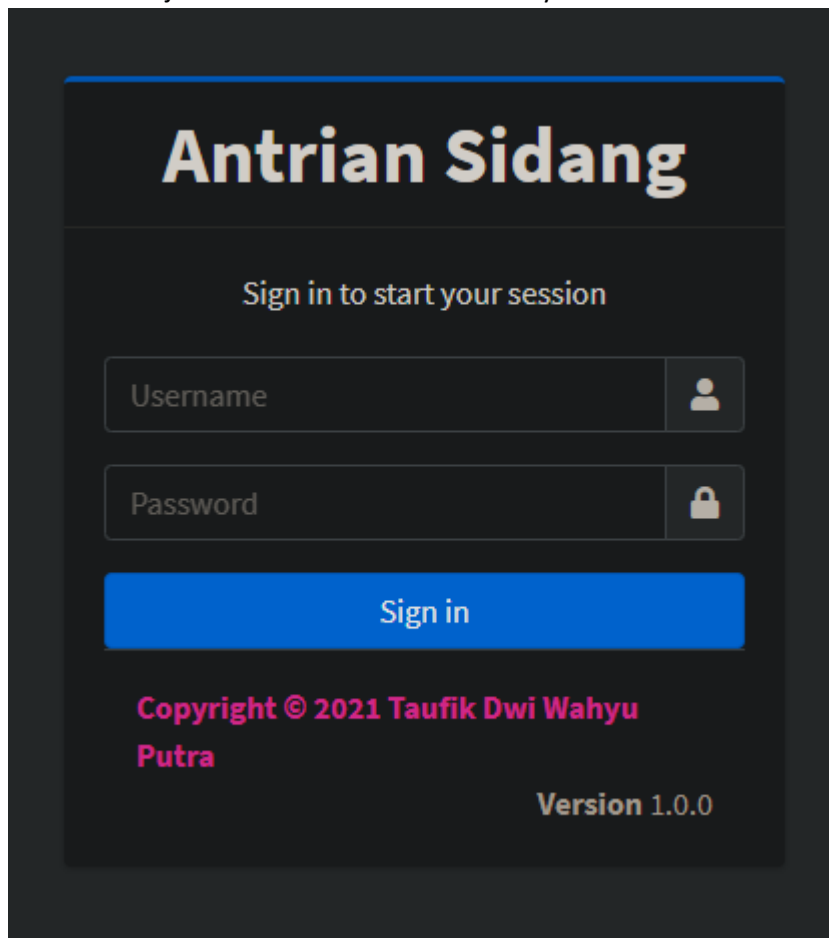 Antrian Sidang
Sign in to start your session
Username
Password
Sign in
Copyright © 2021 Taufik Dwi Wahyu
Putra
Version 1.0.0